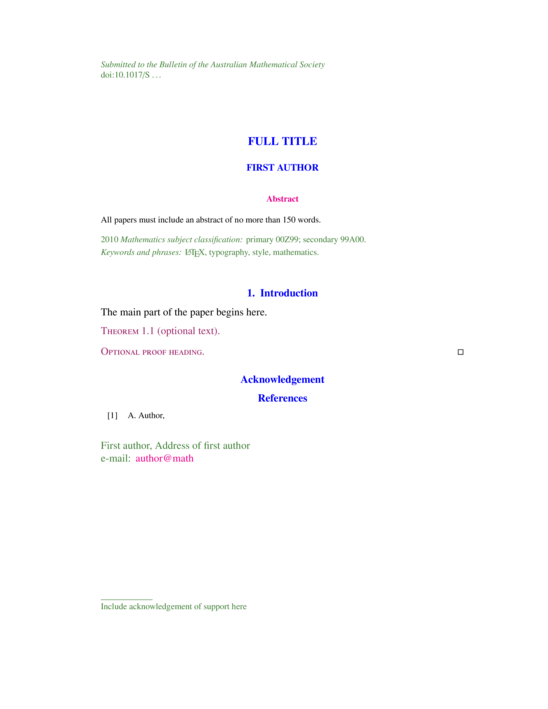 Submitted to the Bulletin of the Australian Mathematical Society
doi:10.1017/S . . .
FULL TITLE
FIRST AUTHOR
Abstract
All papers must include an abstract of no more than 150 words.
2010 Mathematics subject classification: primary 00Z99; secondary 99A00.
Keywords and phrases: LATEX, typography, style, mathematics.
1. Introduction
The main part of the paper begins here.
Theorem 1.1 (optional text).
Optional proof heading. □
Acknowledgement
References
[1] A. Author,
First author, Address of first author
e-mail: author@math
Include acknowledgement of support here